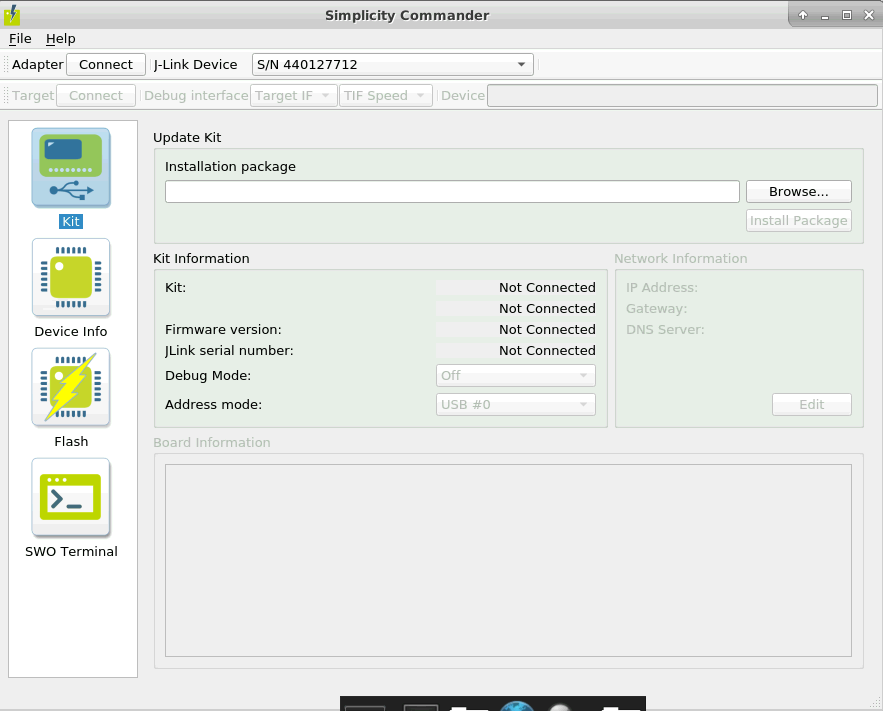 Simplicity Commander
File Help
Adapter Connect J-Link Device S/N 440127712
Target Connect Debug interface Target IF TIF Speed Device
Update Kit
Installation package
Browse...
Install Package
Kit
Kit Information
Network Information
Kit: Not Connected
IP Address:
Not Connected
Gateway:
Firmware version: Not Connected
DNS Server:
Device Info
JLink serial number: Not Connected
Debug Mode: Off
Address mode: USB #0
Edit
Flash
Board Information
SWO Terminal